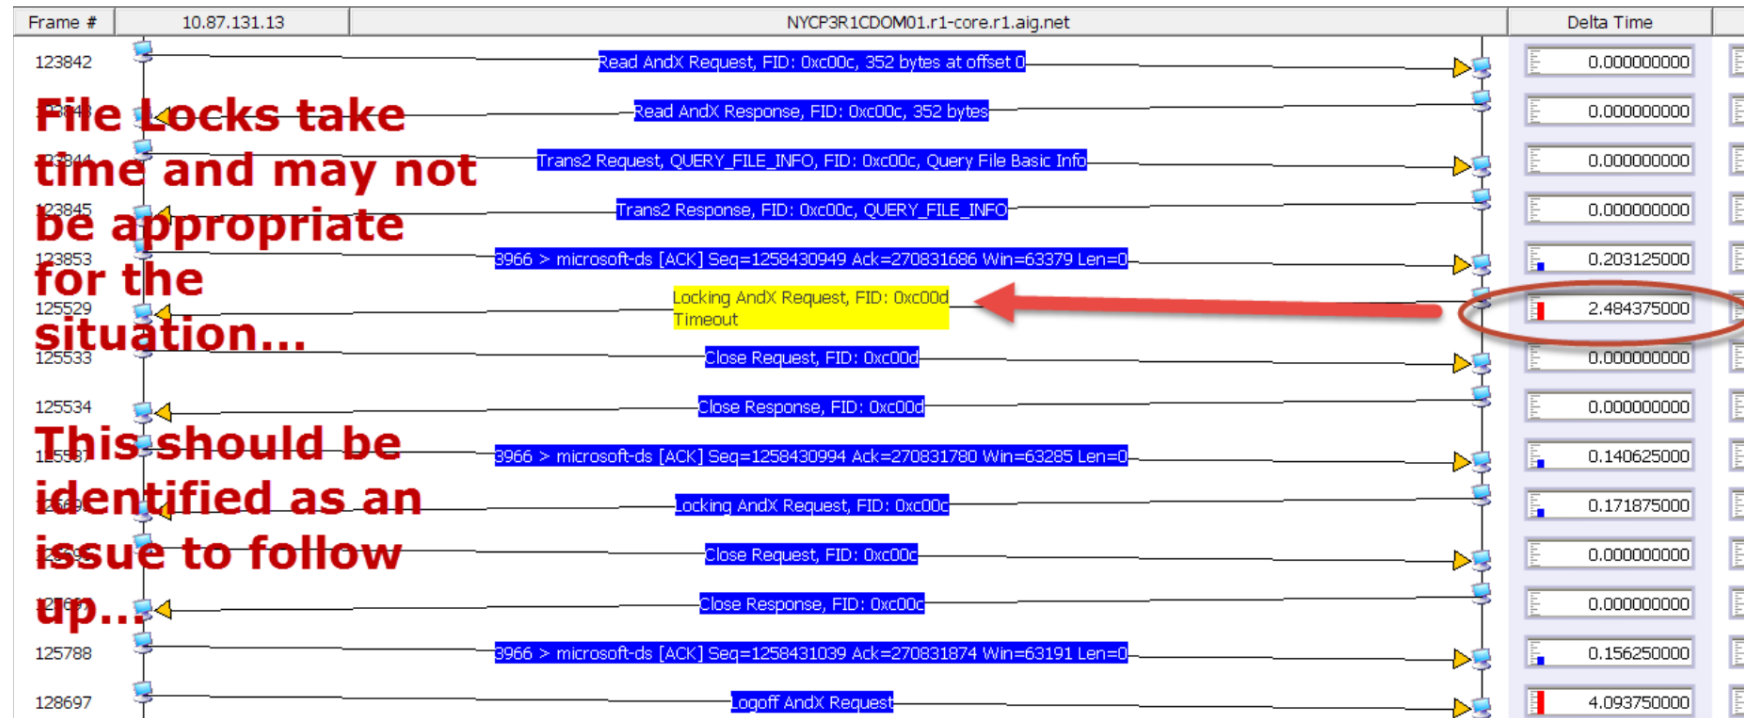 Frame # 10.87.131.13 NYCP3R1CDOM01.r1-core.r1.aig.net Delta Time
123842 Read AndX Request, FID: 0xc00c, 352 bytes at offset 0 0.000000000
Read AndX Response, FID: 0xc00c, 352 bytes 0.000000000
Trans2 Request, QUERY_FILE_INFO, FID: 0xc00c, Query File Basic Info 0.000000000
123845 Trans2 Response, FID: 0xc00c, QUERY_FILE_INFO 0.000000000
123853 3966 > microsoft-ds [ACK] Seq=1258430949 Ack=270831686 Win=63379 Len=0 0.203125000
125529 Locking AndX Request, FID: 0xc00d 2.484375000
Timeout
125533 Close Request, FID: 0xc00d 0.000000000
125534 Close Response, FID: 0xc00d 0.000000000
3966 > microsoft-ds [ACK] Seq=1258430994 Ack=270831780 Win=63285 Len=0 0.140625000
Locking AndX Request, FID: 0xc00c 0.171875000
Close Request, FID: 0xc00c 0.000000000
Close Response, FID: 0xc00c 0.000000000
125788 3966 > microsoft-ds [ACK] Seq=1258431039 Ack=270831874 Win=63191 Len=0 0.156250000
128697 Logoff AndX Request 4.093750000
File Locks take
time and may not
be appropriate
for the
situation...
This should be
identified as an
issue to follow
up...